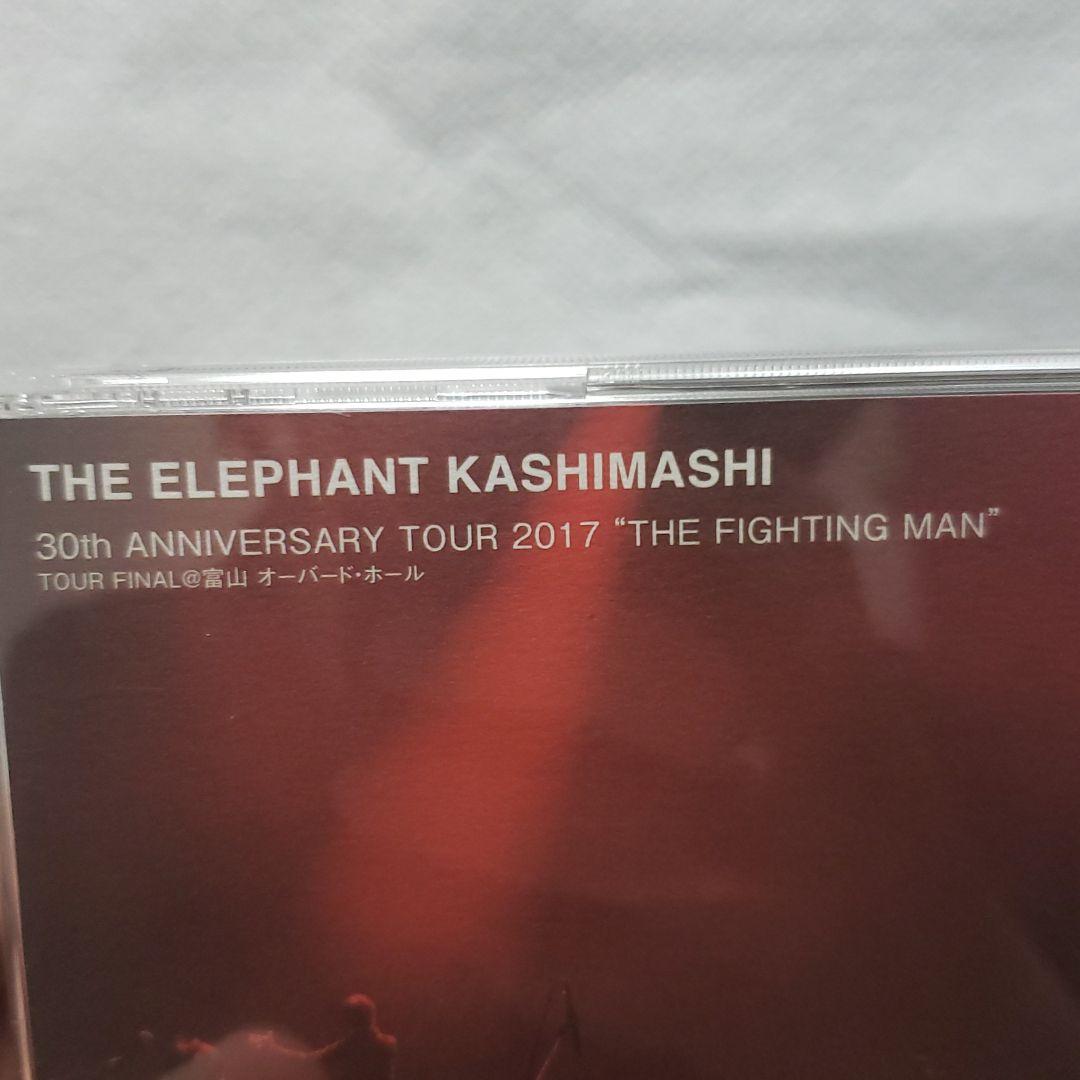 THE ELEPHANT KASHIMASHI
30th ANNIVERSARY TOUR 2017 “THE FIGHTING MAN”
TOUR FINAL@富山 オーバード・ホール